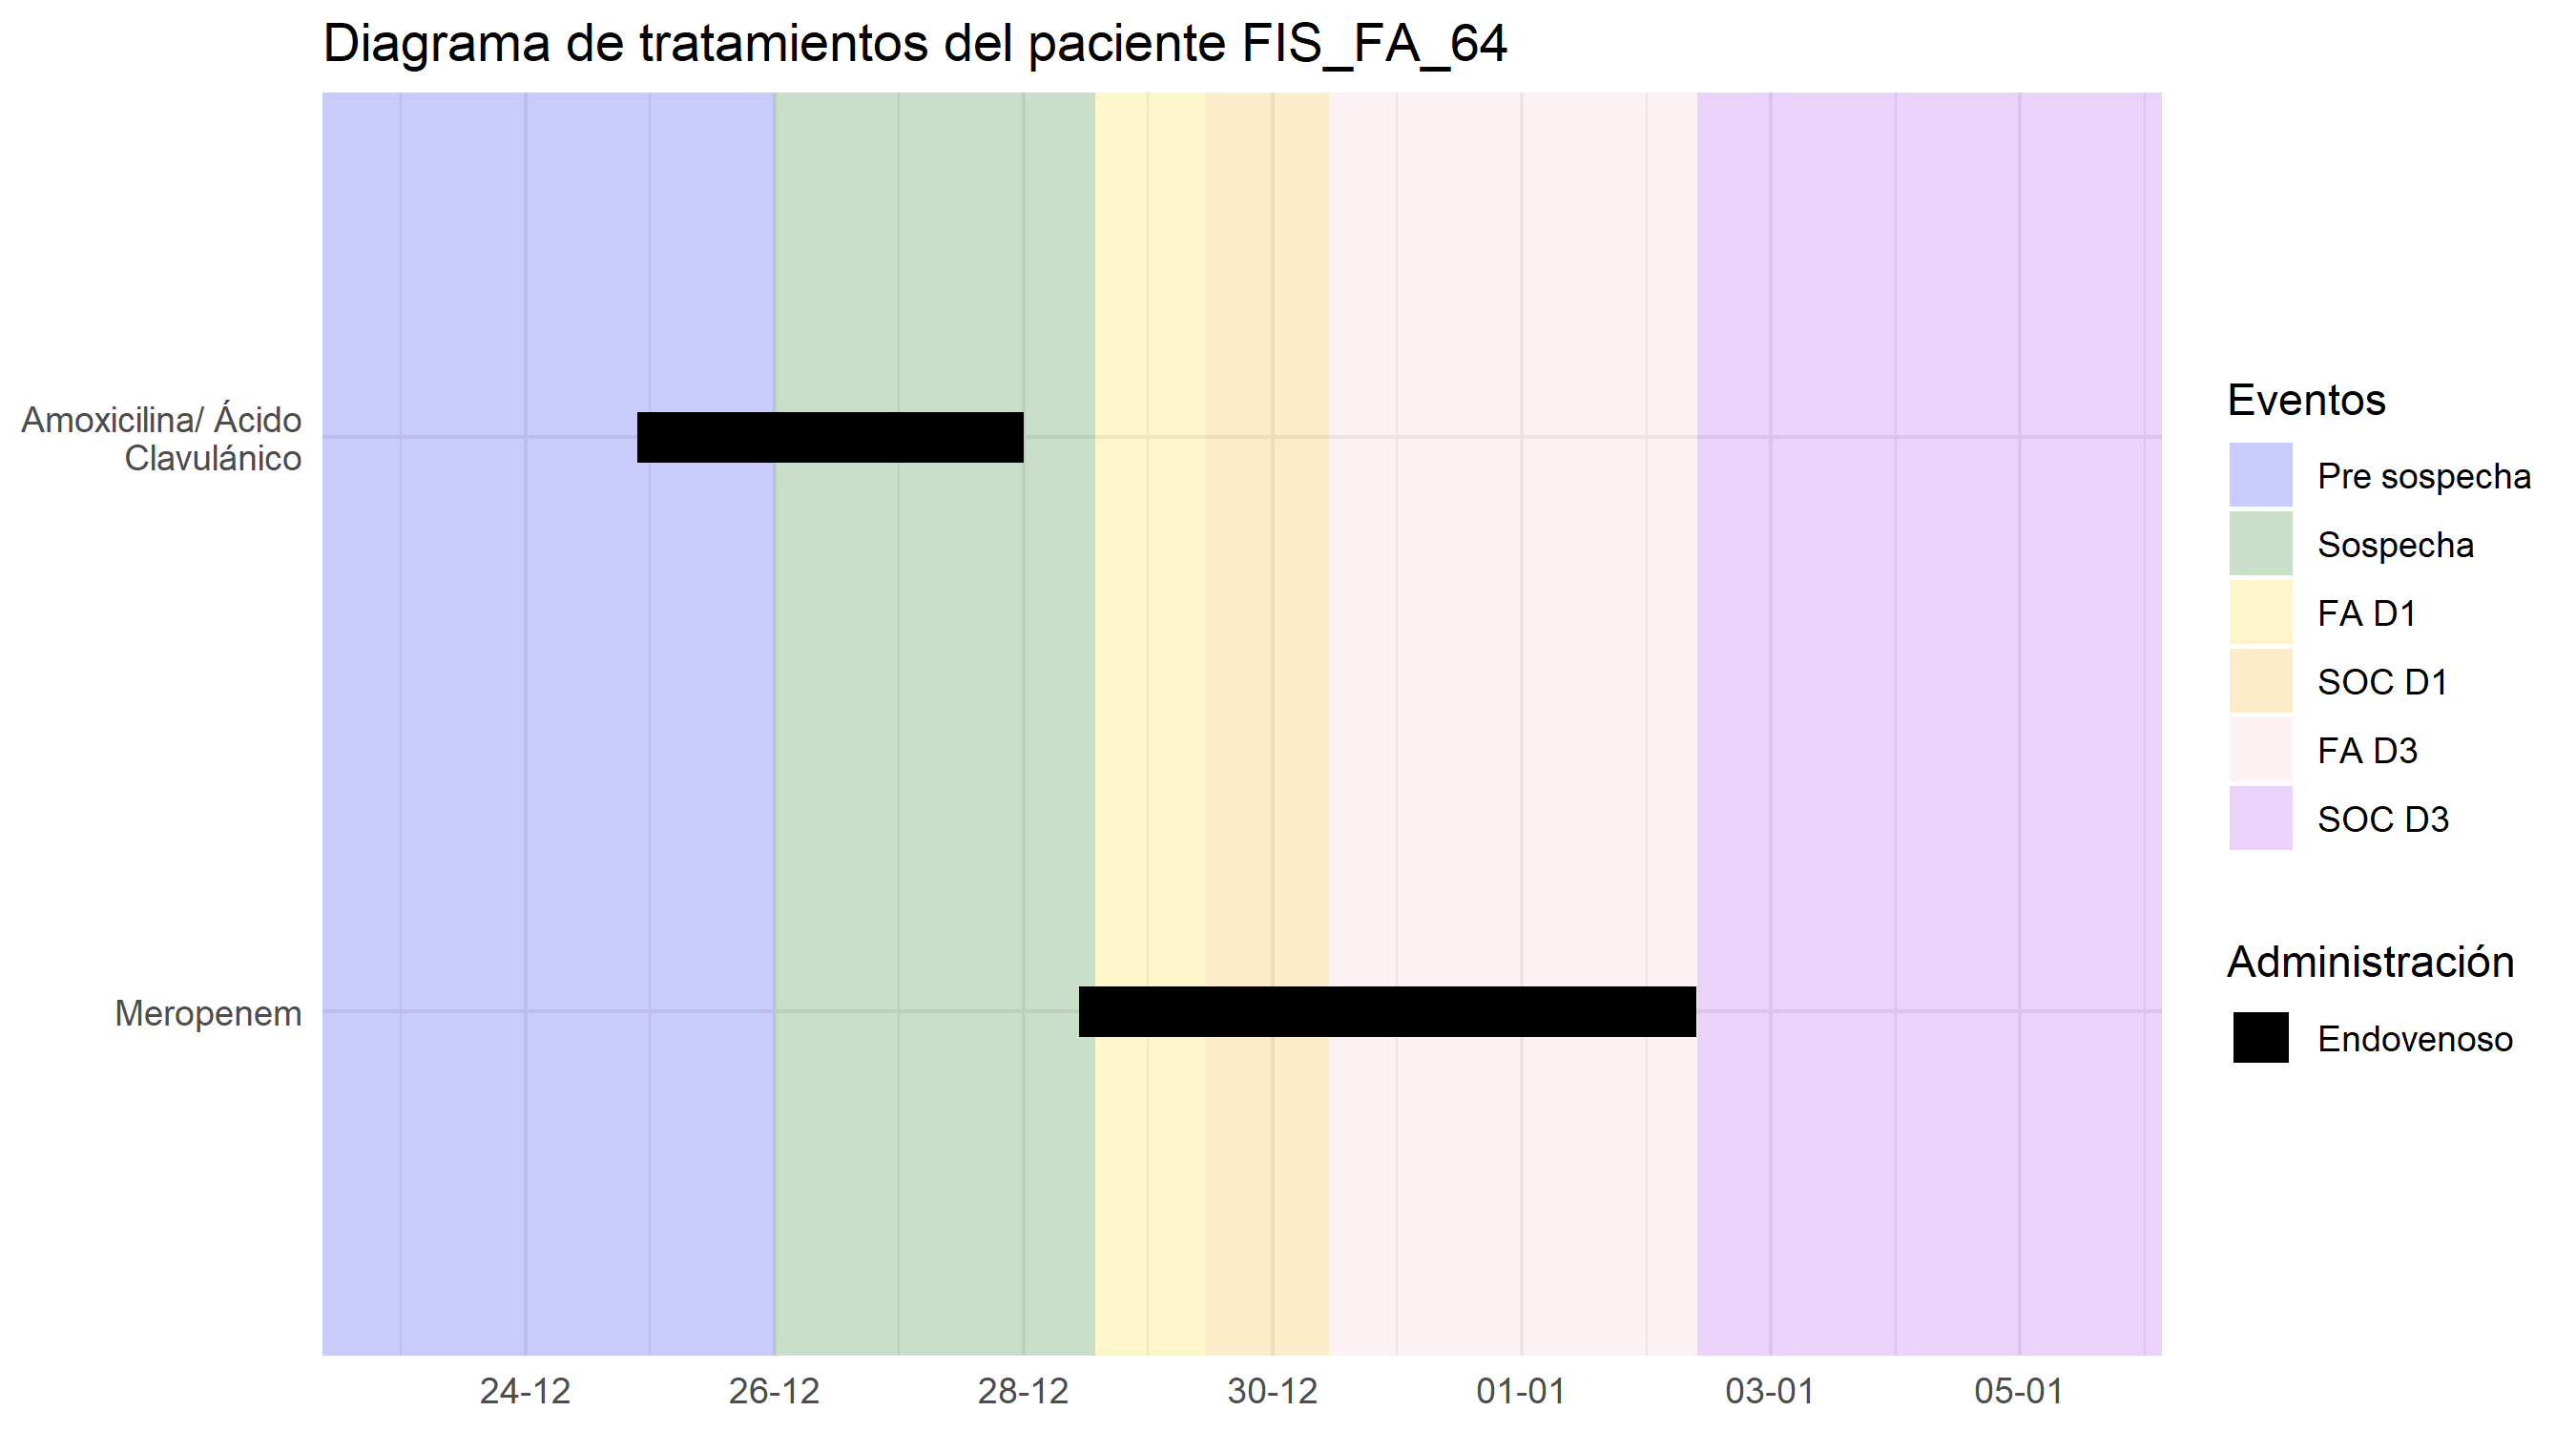 Diagrama de tratamientos del paciente FIS_FA_64
Amoxicilina/ Ácido
Clavulánico
Meropenem
24-12
26-12
28-12
30-12
01-01
03-01
05-01
Eventos
Pre sospecha
Sospecha
FA D1
SOC D1
FA D3
SOC D3
Administración
Endovenoso